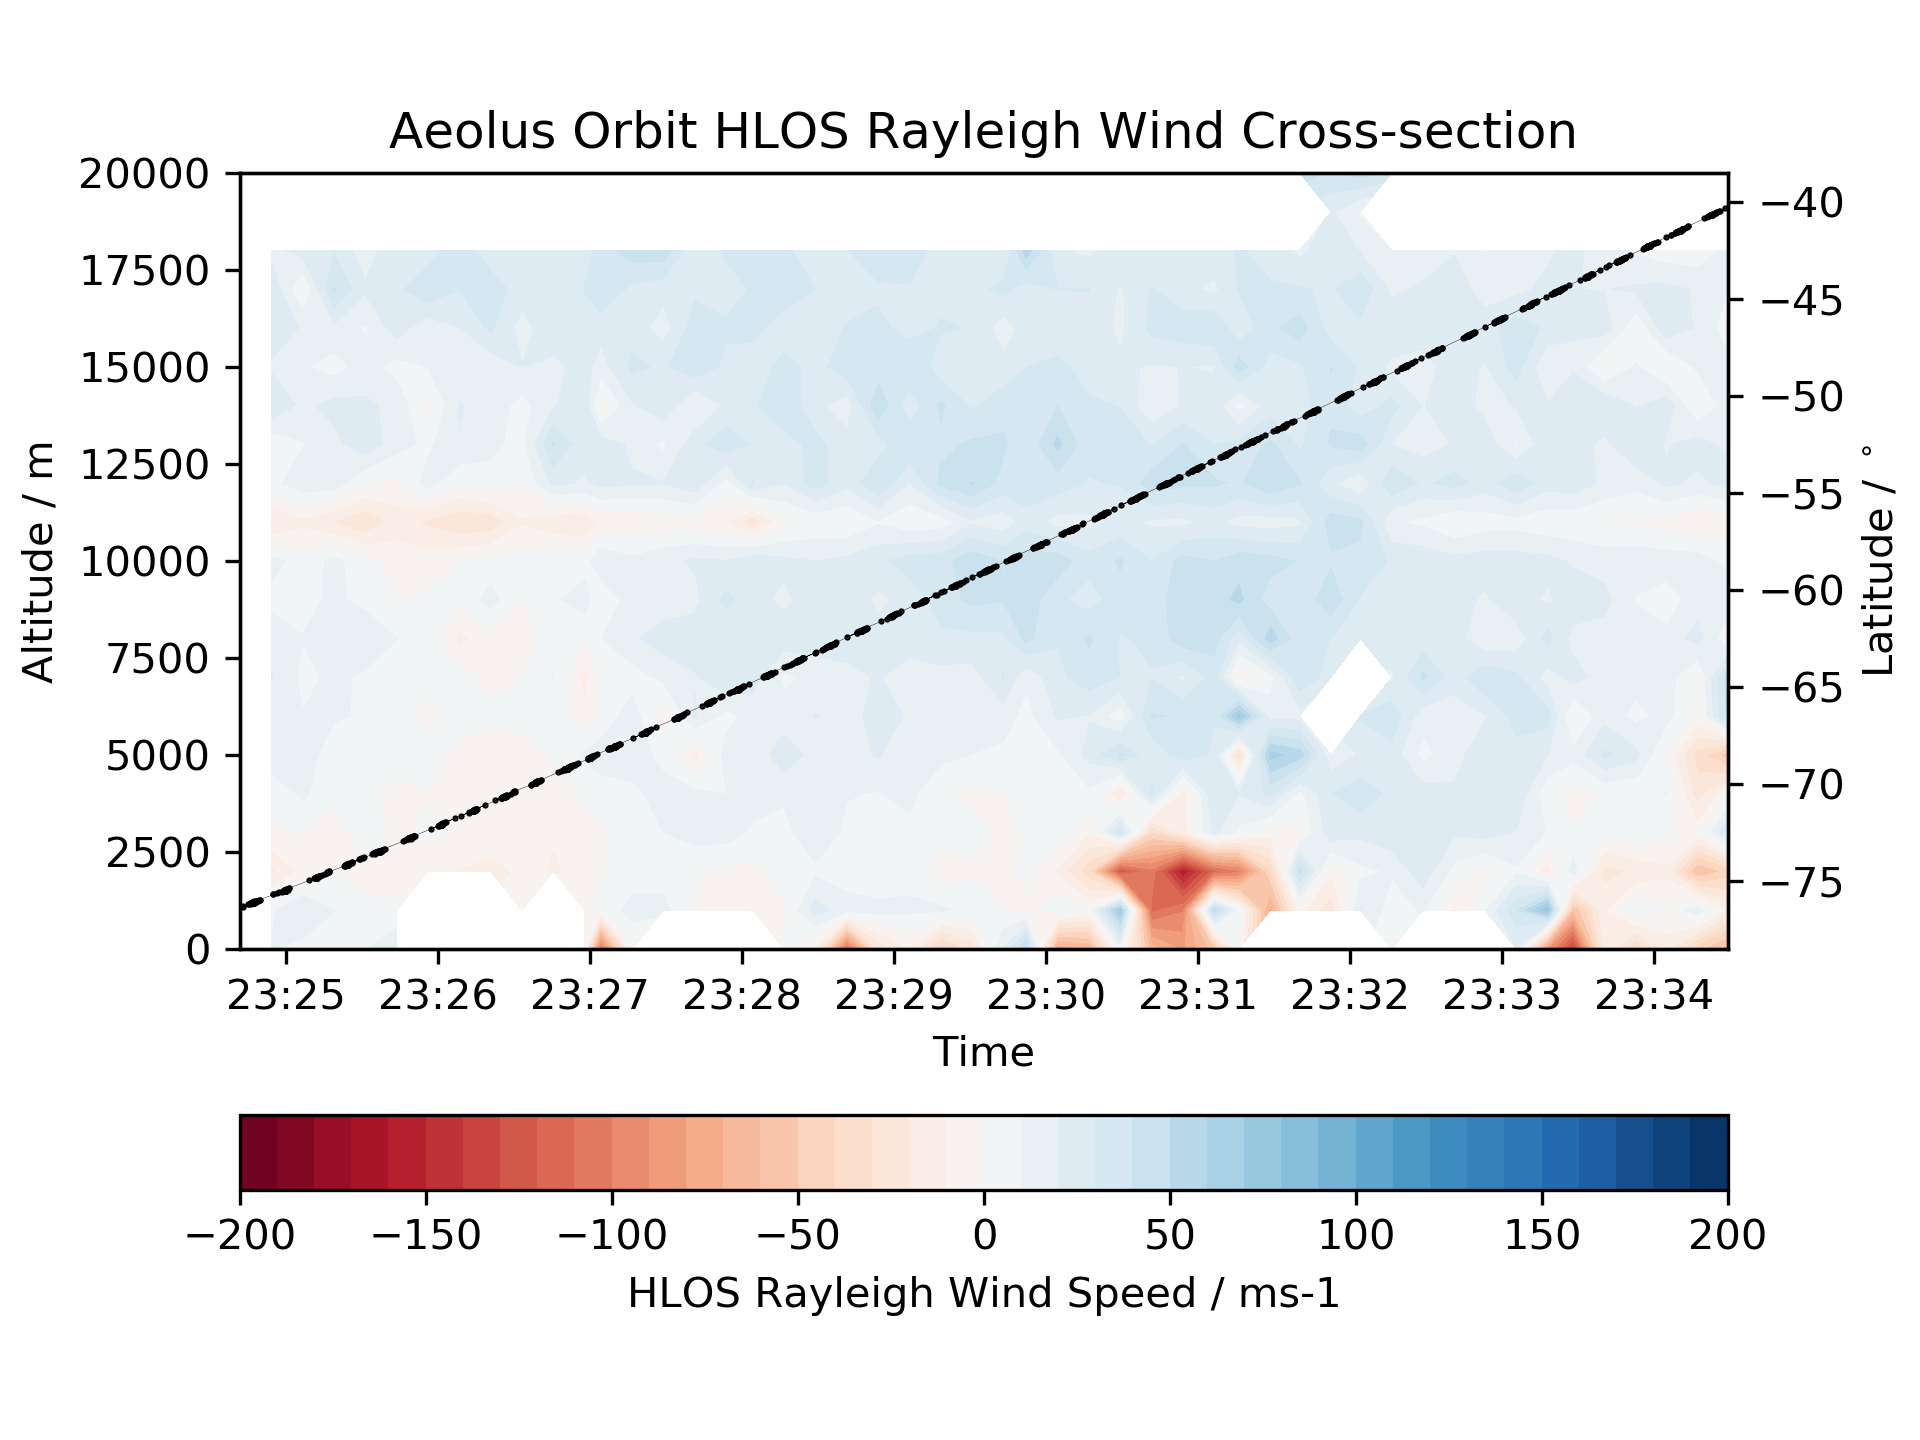 Aeolus Orbit HLOS Rayleigh Wind Cross-section
20000
17500
15000
12500
10000
7500
5000
2500
0
Altitude / m
−40
−45
−50
−55
−60
−65
−70
−75
Latitude / °
23:25 23:26 23:27 23:28 23:29 23:30 23:31 23:32 23:33 23:34
Time
−200 −150 −100 −50 0 50 100 150 200
HLOS Rayleigh Wind Speed / ms-1